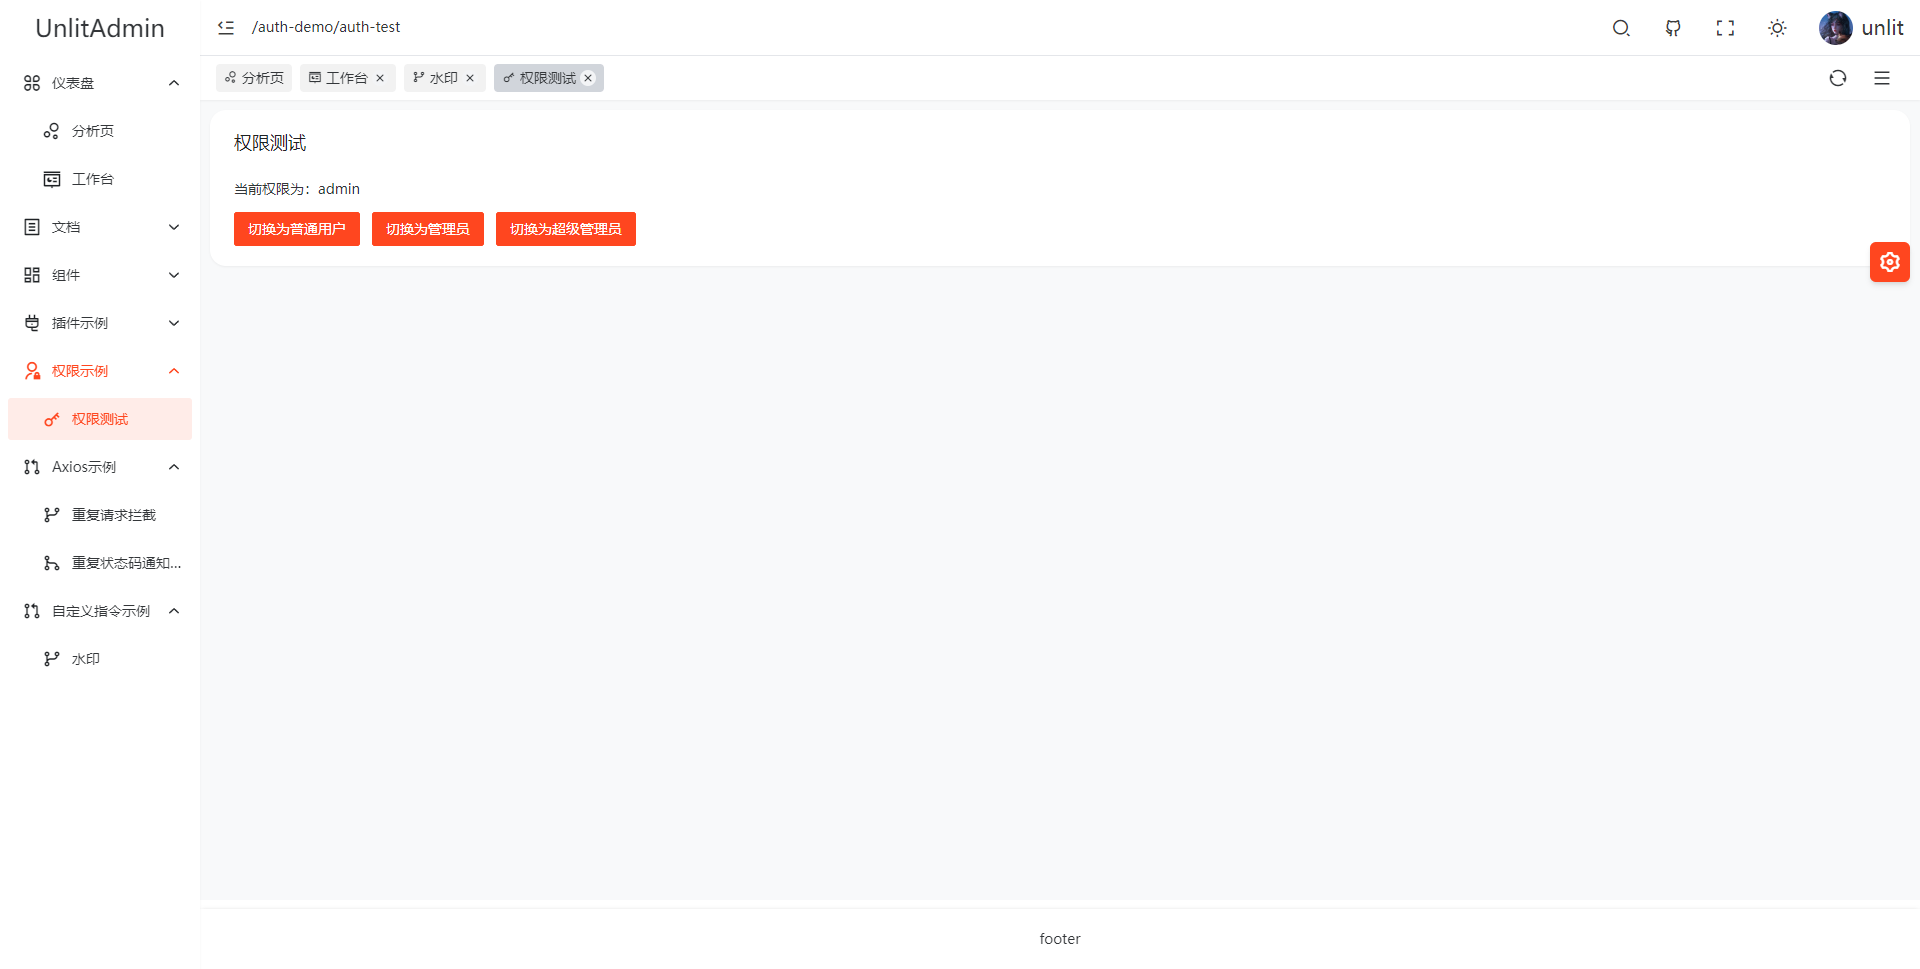 UnlitAdmin
仪表盘
分析页
工作台
文档
组件
插件示例
权限示例
权限测试
Axios示例
重复请求拦截
重复状态码通知...
自定义指令示例
水印
/auth-demo/auth-test
unlit
分析页 工作台 水印 权限测试
权限测试
当前权限为：admin
切换为普通用户 切换为管理员 切换为超级管理员
footer